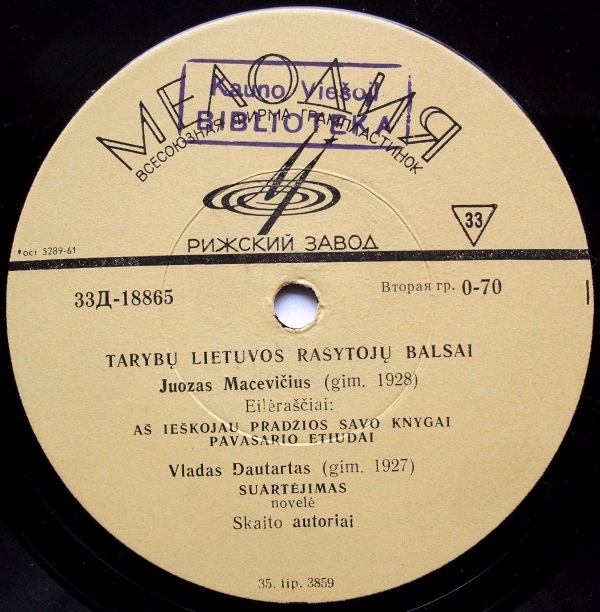 МЕЛОДИЯ
Kauno Viešoji
BIBLIOTEKA
ВСЕСОЮЗНАЯ ФИРМА ГРАМПЛАСТИНОК
РИЖСКИЙ ЗАВОД
33
ГОСТ 5289-61
33Д-18865
Вторая гр. 0-70
TARYBŲ LIETUVOS RAŠYTOJŲ BALSAI
Juozas Macevičius (gim. 1928)
Eilėraščiai:
AŠ IEŠKOJAU PRADŽIOS SAVO KNYGAI
PAVASARIO ETIUDAI
Vladas Dautartas (gim. 1927)
SUARTĖJIMAS
novelė
Skaito autoriai
35. tip. 3859